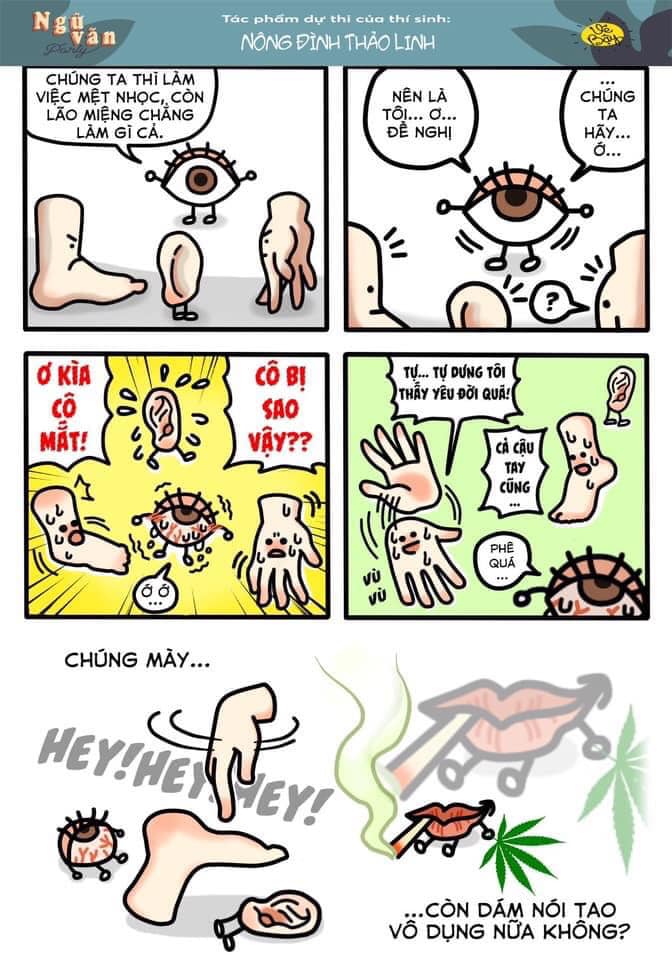 Ngữ
văn
Party
Tác phẩm dự thi của thí sinh:
NÔNG ĐÌNH THẢO LINH
Vẽ
Bậy
CHÚNG TA THÌ LÀM
VIỆC MỆT NHỌC, CÒN
LÃO MIỆNG CHẲNG
LÀM GÌ CẢ.
NÊN LÀ
TÔI... Ơ...
ĐỀ NGHỊ
...
CHÚNG
TA
HÃY...
Ớ...
?
Ơ KÌA
CÔ
MẮT!
CÔ BỊ
SAO
VẬY??
Ớ Ớ
...
TỰ... TỰ DƯNG TÔI
THẤY YÊU ĐỜI QUÁ!
CẢ CẬU
TAY
CŨNG
...
PHÊ
QUÁ
...
VÙ
VÙ
CHÚNG MÀY...
HEY! HEY! HEY!
...CÒN DÁM NÓI TAO
VÔ DỤNG NỮA KHÔNG?